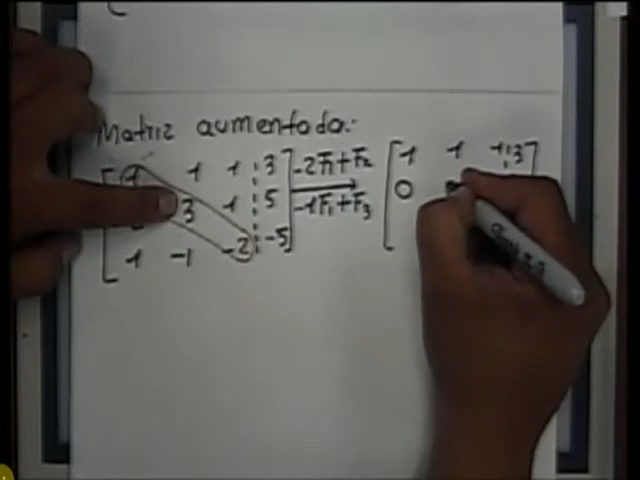 Matriz aumentada:
1 1 1 ⋮ 3 -2F₁+F₂ 1 1 1 ⋮ 3
3 1 ⋮ 5 -1F₁+F₃ 0
1 -1 -2 ⋮ -5